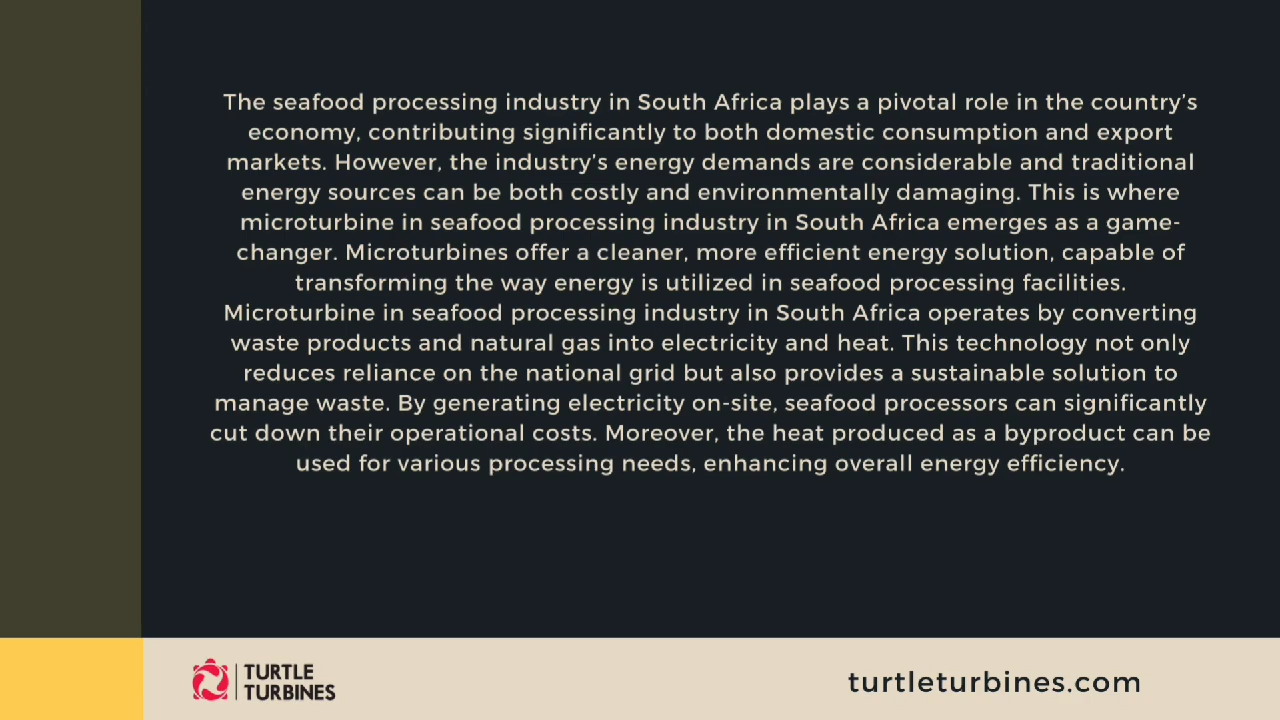 The seafood processing industry in South Africa plays a pivotal role in the country’s
economy, contributing significantly to both domestic consumption and export
markets. However, the industry’s energy demands are considerable and traditional
energy sources can be both costly and environmentally damaging. This is where
microturbine in seafood processing industry in South Africa emerges as a game-
changer. Microturbines offer a cleaner, more efficient energy solution, capable of
transforming the way energy is utilized in seafood processing facilities.
Microturbine in seafood processing industry in South Africa operates by converting
waste products and natural gas into electricity and heat. This technology not only
reduces reliance on the national grid but also provides a sustainable solution to
manage waste. By generating electricity on-site, seafood processors can significantly
cut down their operational costs. Moreover, the heat produced as a byproduct can be
used for various processing needs, enhancing overall energy efficiency.
TURTLE
TURBINES
turtleturbines.com